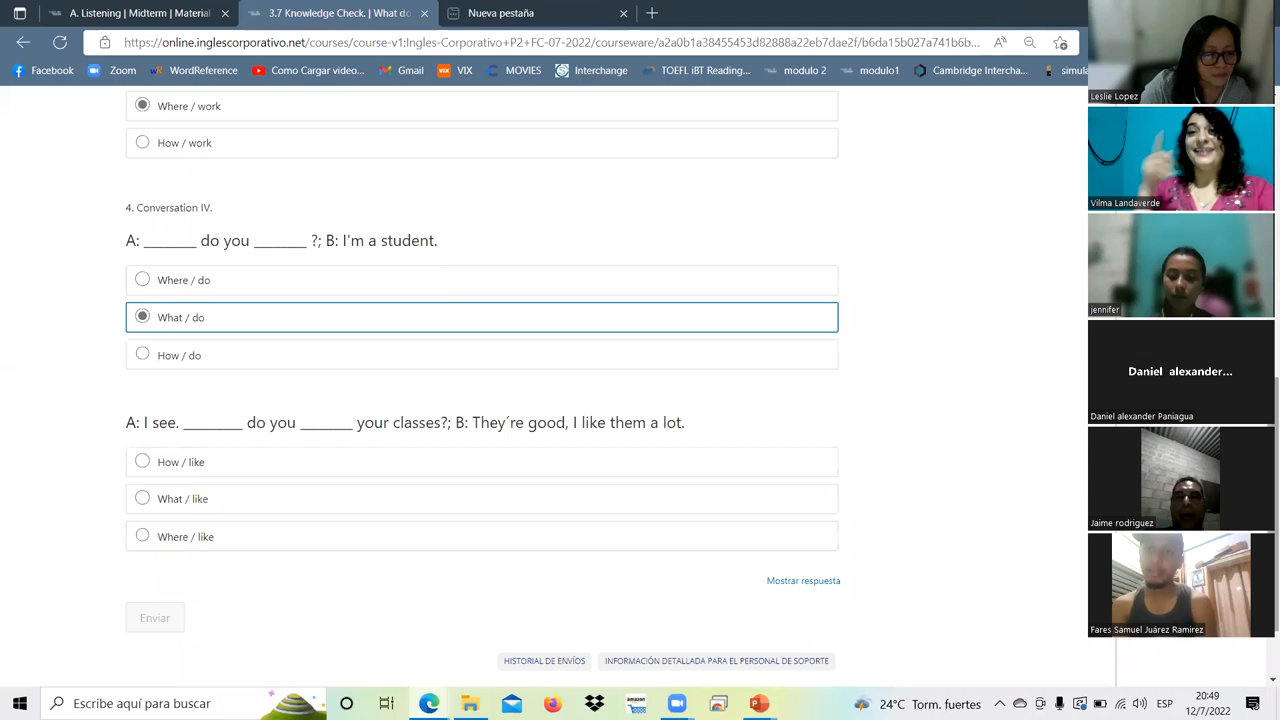 A. Listening | Material del
3.7 Knowledge Check. | What do
Nueva pestaña
https://online.inglescorporativo.net/courses/course-v1:Ingles-Corporativo+P2+FC-07-2022/courseware/a2a0b1a38455453d82888a22eb7dae2f/b6da15b027a741b6b...
Facebook
Zoom
WordReference
Como Cargar video...
Gmail
VIX
MOVIES
Interchange
TOEFL iBT Reading...
modulo 2
modulo1
Cambridge Intercha...
simula
Where / work
How / work
4. Conversation IV.
A: _______ do you _______ ?; B: I'm a student.
Where / do
What / do
How / do
A: I see. ________ do you _______ your classes?; B: They´re good, I like them a lot.
How / like
What / like
Where / like
Mostrar respuesta
Enviar
HISTORIAL DE ENVÍOS
INFORMACIÓN DETALLADA PARA EL PERSONAL DE SOPORTE
Leslie Lopez
Vilma Landaverde
jennifer
Daniel alexander...
Daniel alexander Paniagua
Jaime rodriguez
Fares Samuel Juárez Ramirez
Escribe aquí para buscar
amazon
24°C Torm. fuertes
ESP
20:49
12/7/2022